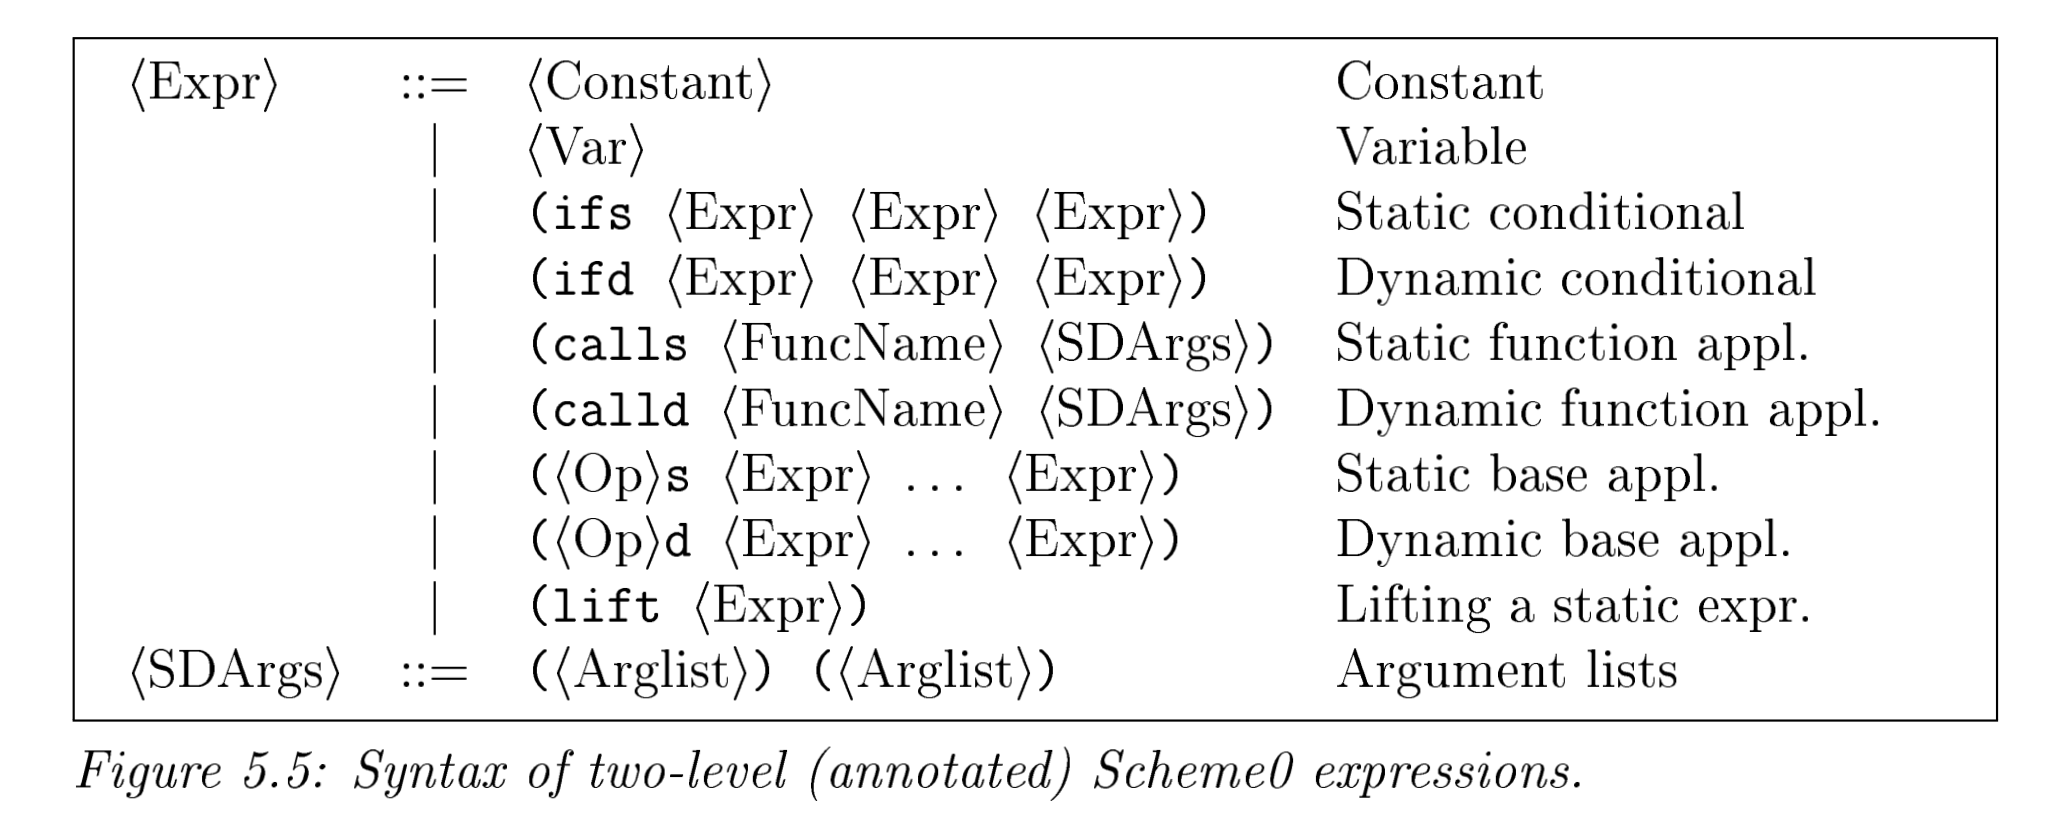 ⟨Expr⟩ ::= ⟨Constant⟩ Constant
| ⟨Var⟩ Variable
| (ifs ⟨Expr⟩ ⟨Expr⟩ ⟨Expr⟩) Static conditional
| (ifd ⟨Expr⟩ ⟨Expr⟩ ⟨Expr⟩) Dynamic conditional
| (calls ⟨FuncName⟩ ⟨SDArgs⟩) Static function appl.
| (calld ⟨FuncName⟩ ⟨SDArgs⟩) Dynamic function appl.
| (⟨Op⟩s ⟨Expr⟩ ... ⟨Expr⟩) Static base appl.
| (⟨Op⟩d ⟨Expr⟩ ... ⟨Expr⟩) Dynamic base appl.
| (lift ⟨Expr⟩) Lifting a static expr.
⟨SDArgs⟩ ::= (⟨Arglist⟩) (⟨Arglist⟩) Argument lists
Figure 5.5: Syntax of two-level (annotated) Scheme0 expressions.